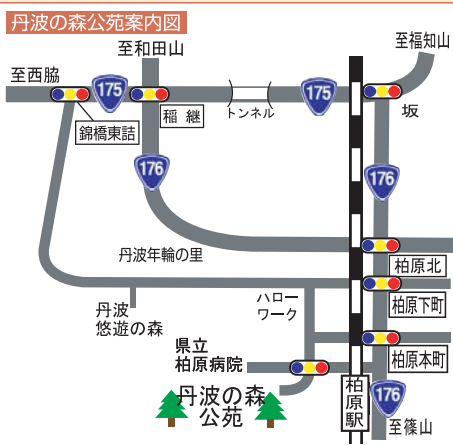 丹波の森公苑案内図
至和田山
至福知山
至西脇
175
175
稲継
トンネル
坂
錦橋東詰
176
176
丹波年輪の里
柏原北
丹波
悠遊の森
ハロー
ワーク
柏原下町
県立
柏原病院
柏原本町
丹波の森
公苑
柏原駅
176
至篠山